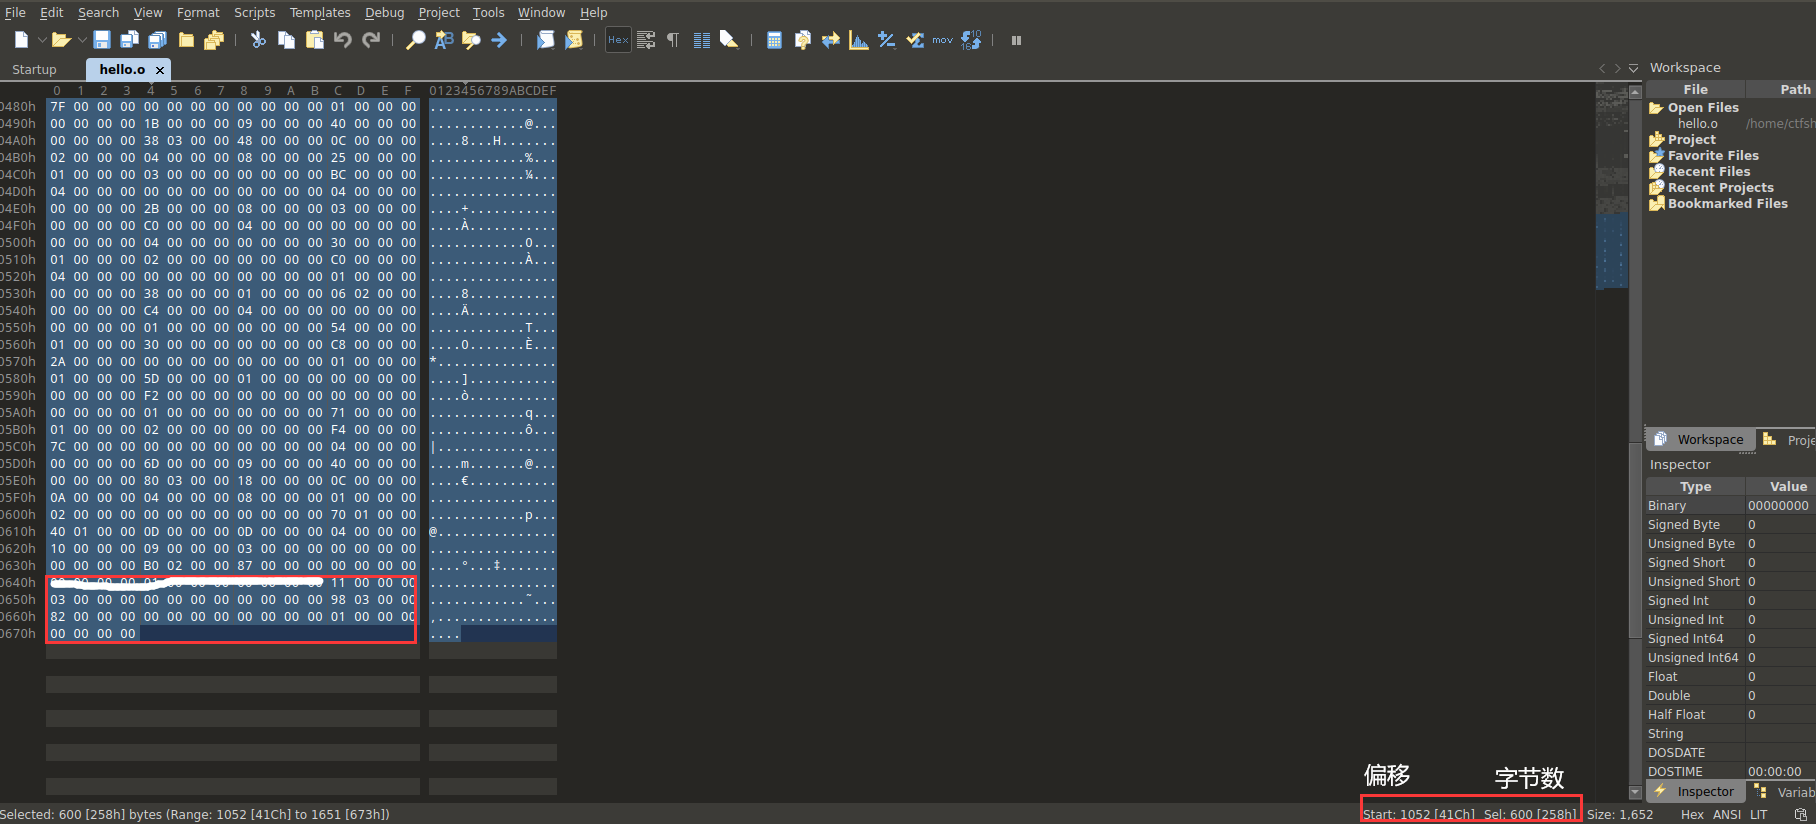 File Edit Search View Format Scripts Templates Debug Project Tools Window Help
Startup hello.o ×
0 1 2 3 4 5 6 7 8 9 A B C D E F 0123456789ABCDEF
0480h 7F 00 00 00 00 00 00 00 00 00 00 00 01 00 00 00 ................
0490h 00 00 00 00 1B 00 00 00 09 00 00 00 40 00 00 00 ............@...
04A0h 00 00 00 00 38 03 00 00 48 00 00 00 0C 00 00 00 ....8...H.......
04B0h 02 00 00 00 04 00 00 00 08 00 00 00 25 00 00 00 ............%...
04C0h 01 00 00 00 03 00 00 00 00 00 00 00 BC 00 00 00 ............¼...
04D0h 04 00 00 00 00 00 00 00 00 00 00 00 04 00 00 00 ................
04E0h 00 00 00 00 2B 00 00 00 08 00 00 00 03 00 00 00 ....+...........
04F0h 00 00 00 00 C0 00 00 00 04 00 00 00 00 00 00 00 ....À...........
0500h 00 00 00 00 04 00 00 00 00 00 00 00 30 00 00 00 ............0...
0510h 01 00 00 00 02 00 00 00 00 00 00 00 C0 00 00 00 ............À...
0520h 04 00 00 00 00 00 00 00 00 00 00 00 01 00 00 00 ................
0530h 00 00 00 00 38 00 00 00 01 00 00 00 06 02 00 00 ....8...........
0540h 00 00 00 00 C4 00 00 00 04 00 00 00 00 00 00 00 ....Ä...........
0550h 00 00 00 00 01 00 00 00 00 00 00 00 54 00 00 00 ............T...
0560h 01 00 00 00 30 00 00 00 00 00 00 00 C8 00 00 00 ....0.......È...
0570h 2A 00 00 00 00 00 00 00 00 00 00 00 01 00 00 00 *...............
0580h 01 00 00 00 5D 00 00 00 01 00 00 00 00 00 00 00 ....]...........
0590h 00 00 00 00 F2 00 00 00 00 00 00 00 00 00 00 00 ....ò...........
05A0h 00 00 00 00 01 00 00 00 00 00 00 00 71 00 00 00 ............q...
05B0h 01 00 00 00 02 00 00 00 00 00 00 00 F4 00 00 00 ............ô...
05C0h 7C 00 00 00 00 00 00 00 00 00 00 00 04 00 00 00 |...............
05D0h 00 00 00 00 6D 00 00 00 09 00 00 00 40 00 00 00 ....m.......@...
05E0h 00 00 00 00 80 03 00 00 18 00 00 00 0C 00 00 00 ....€...........
05F0h 0A 00 00 00 04 00 00 00 08 00 00 00 01 00 00 00 ................
0600h 02 00 00 00 00 00 00 00 00 00 00 00 70 01 00 00 ............p...
0610h 40 01 00 00 0D 00 00 00 0D 00 00 00 04 00 00 00 @...............
0620h 10 00 00 00 09 00 00 00 03 00 00 00 00 00 00 00 ................
0630h 00 00 00 00 B0 02 00 00 87 00 00 00 00 00 00 00 ....°...‡.......
0640h 11 00 00 00 ................
0650h 03 00 00 00 00 00 00 00 00 00 00 00 98 03 00 00 ............˜...
0660h 82 00 00 00 00 00 00 00 00 00 00 00 01 00 00 00 ‚...............
0670h 00 00 00 00 ....
Workspace
File Path
Open Files
hello.o /home/ctfsh
Project
Favorite Files
Recent Files
Recent Projects
Bookmarked Files
Workspace Proje
Inspector
Type Value
Binary 00000000
Signed Byte 0
Unsigned Byte 0
Signed Short 0
Unsigned Short 0
Signed Int 0
Unsigned Int 0
Signed Int64 0
Unsigned Int64 0
Float 0
Double 0
Half Float 0
String
DOSDATE
DOSTIME 00:00:00
Inspector Variab
偏移 字节数
Selected: 600 [258h] bytes (Range: 1052 [41Ch] to 1651 [673h]) Start: 1052 [41Ch] Sel: 600 [258h] Size: 1,652 Hex ANSI LIT